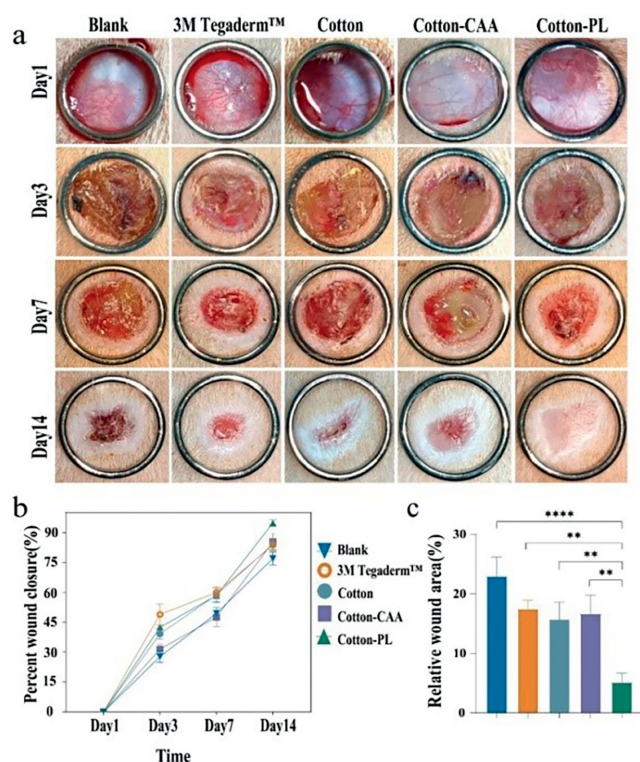 a
Blank 3M Tegaderm™ Cotton Cotton-CAA Cotton-PL
Day1
Day3
Day7
Day14
b
Percent wound closure(%)
90
75
60
45
30
15
0
Day1 Day3 Day7 Day14
Time
Blank
3M Tegaderm™
Cotton
Cotton-CAA
Cotton-PL
c
Relative wound area(%)
30
20
10
0
****
**
**
**